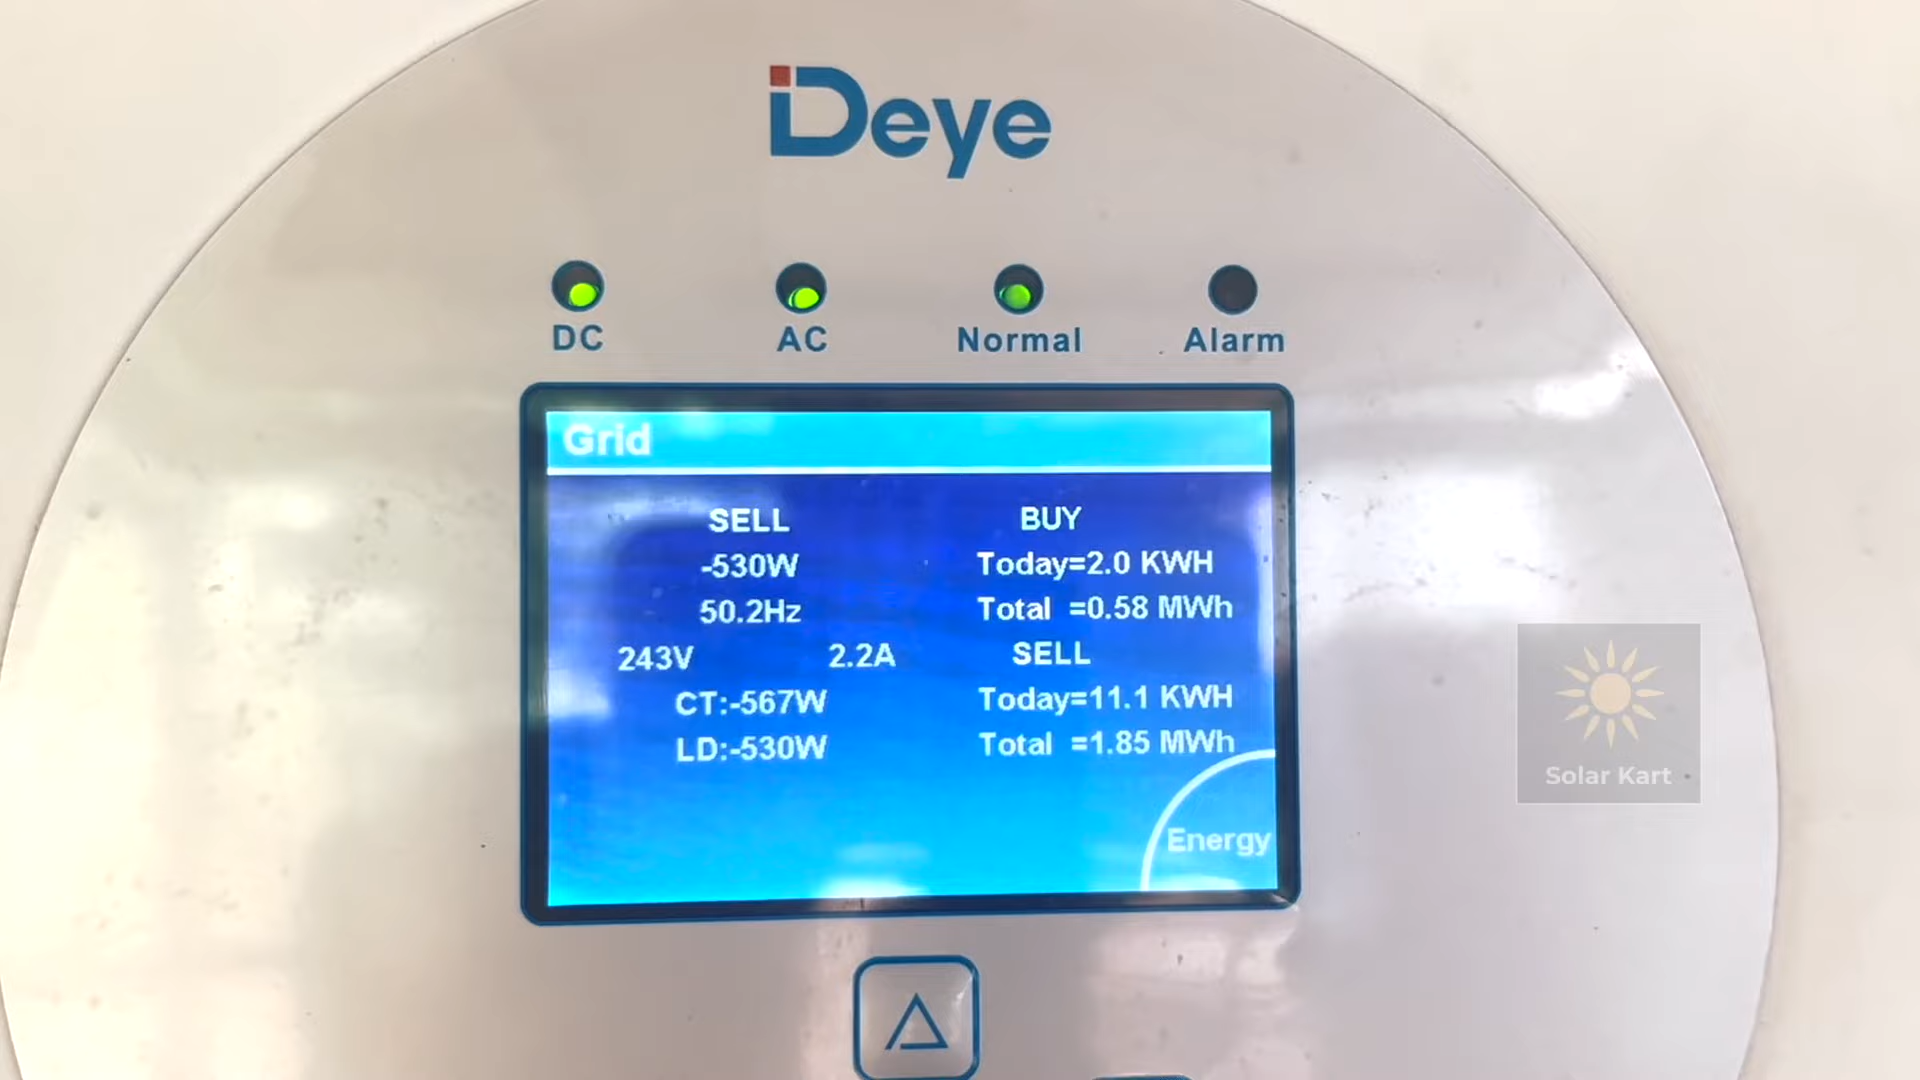 Deye
DC AC Normal Alarm
Grid
SELL
-530W
50.2Hz
243V 2.2A
CT:-567W
LD:-530W
BUY
Today=2.0 KWH
Total =0.58 MWh
SELL
Today=11.1 KWH
Total =1.85 MWh
Energy
Solar Kart